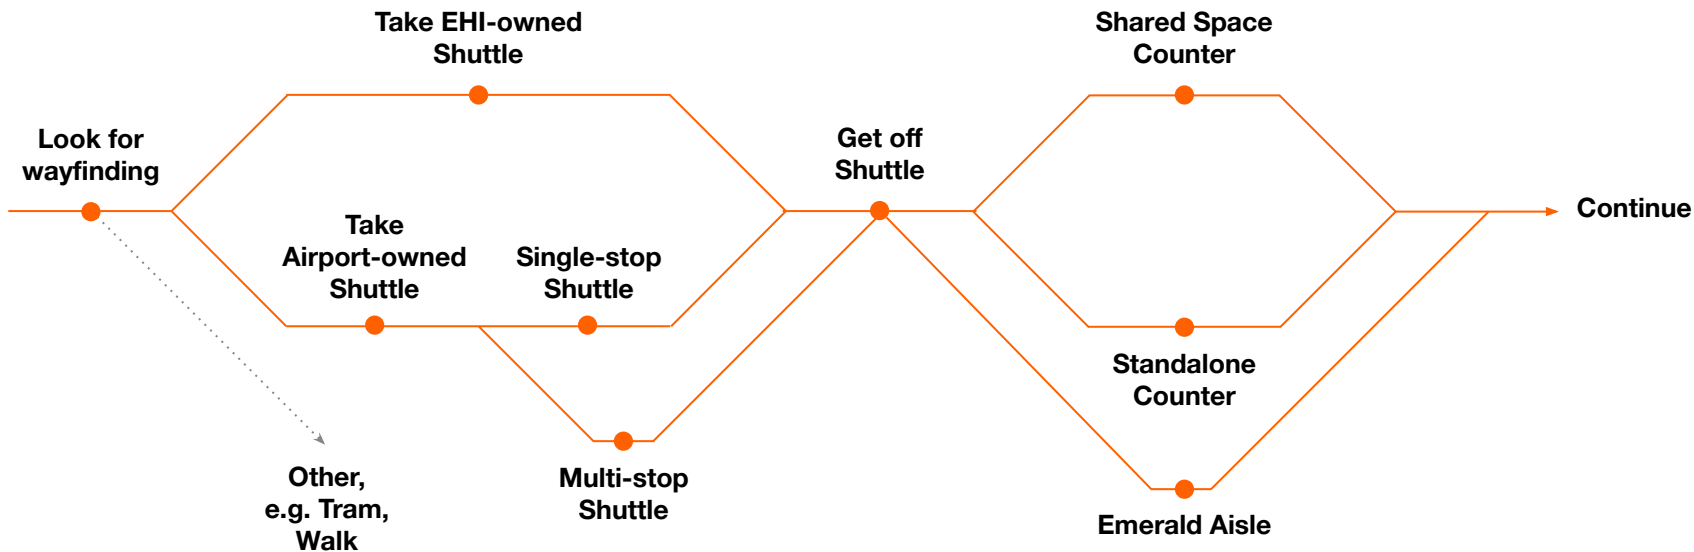 Take EHI-owned
Shuttle
Shared Space
Counter
Look for
wayfinding
Get off
Shuttle
Continue
Take
Airport-owned
Shuttle
Single-stop
Shuttle
Standalone
Counter
Other,
e.g. Tram,
Walk
Multi-stop
Shuttle
Emerald Aisle